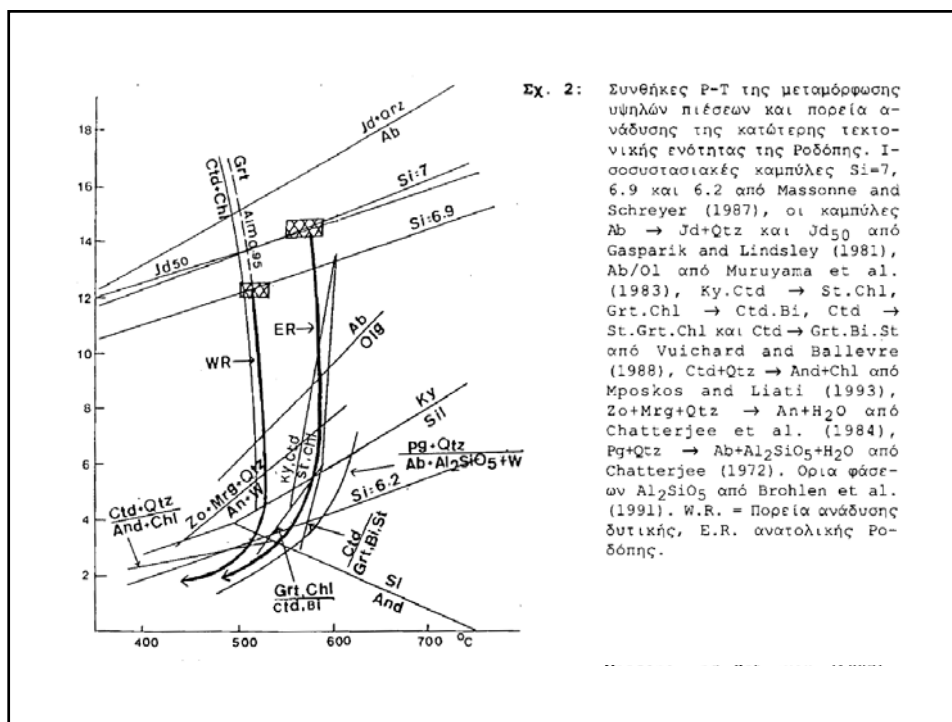 Σχ. 2: Συνθήκες P-T της μεταμόρφωσης
υψηλών πιέσεων και πορεία α-
νάδυσης της κατώτερης τεκτο-
νικής ενότητας της Ροδόπης. Ι-
σοσυστασιακές καμπύλες Si=7,
6.9 και 6.2 από Massonne and
Schreyer (1987), οι καμπύλες
Ab → Jd+Qtz και Jd50 από
Gasparik and Lindsley (1981),
Ab/Ol από Muruyama et al.
(1983), Ky.Ctd → St.Chl,
Grt.Chl → Ctd.Bi, Ctd →
St.Grt.Chl και Ctd → Grt.Bi.St
από Vuichard and Ballevre
(1988), Ctd+Qtz → And+Chl από
Mposkos and Liati (1993),
Zo+Mrg+Qtz → An+H2O από
Chatterjee et al. (1984),
Pg+Qtz → Ab+Al2SiO5+H2O από
Chatterjee (1972). Ορια φάσε-
ων Al2SiO5 από Brohlen et al.
(1991). W.R. = Πορεία ανάδυσης
δυτικής, E.R. ανατολικής Ρο-
δόπης.
18
16
14
12
10
8
6
4
2
400
500
600
700
°C
Jd+Qrz
Ab
Grt
Ctd+Chl
Alm 0.95
Si:7
Si:6.9
Jd50
ER
WR
Ab
Olg
Ky
Sil
ky.ctd
st.chl
pg+Qtz
Ab+Al2SiO5+W
Zo+Mrg+Qtz
An+W
Si:6.2
Ctd+Qtz
And+Chl
Ctd
Grt.Bi.St
Grt.Chl
ctd.Bi
Sl
And